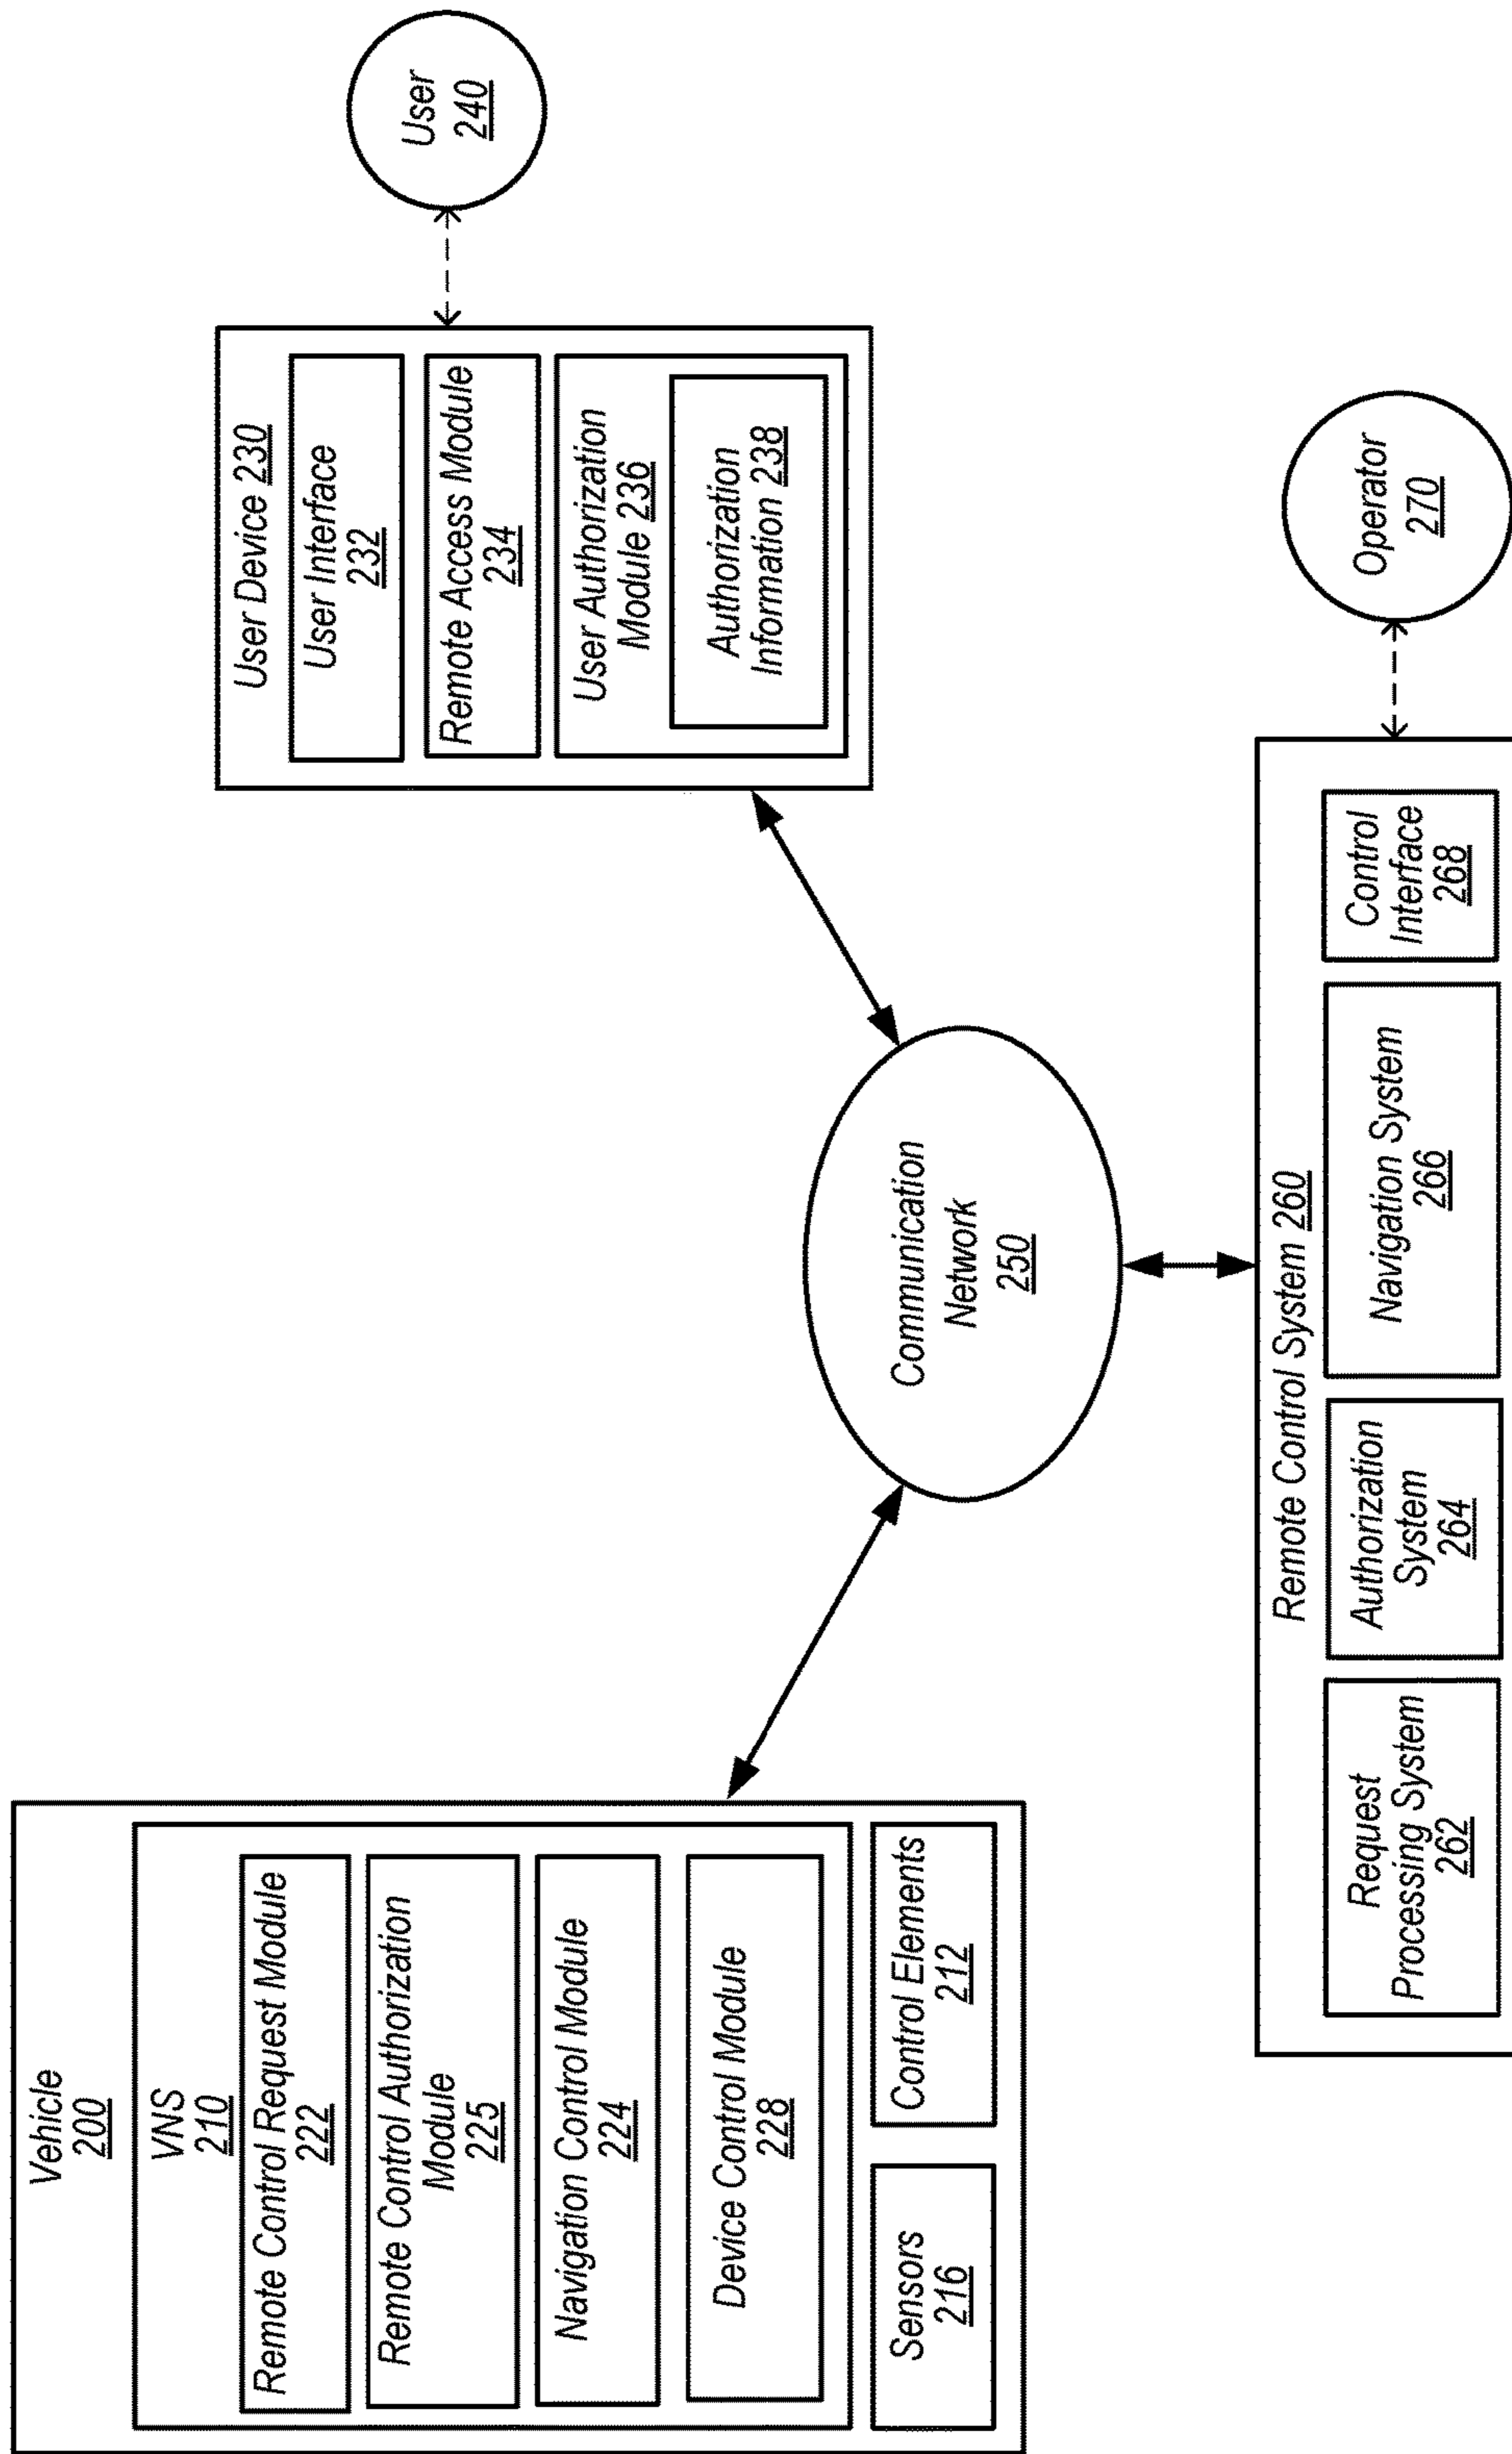 Vehicle
200
VNS
210
Remote Control Request Module
222
Remote Control Authorization
Module
225
Navigation Control Module
224
Device Control Module
228
Sensors
216
Control Elements
212
Communication
Network
250
User Device 230
User Interface
232
Remote Access Module
234
User Authorization
Module 236
Authorization
Information 238
User
240
Remote Control System 260
Request
Processing System
262
Authorization
System
264
Navigation System
266
Control
Interface
268
Operator
270